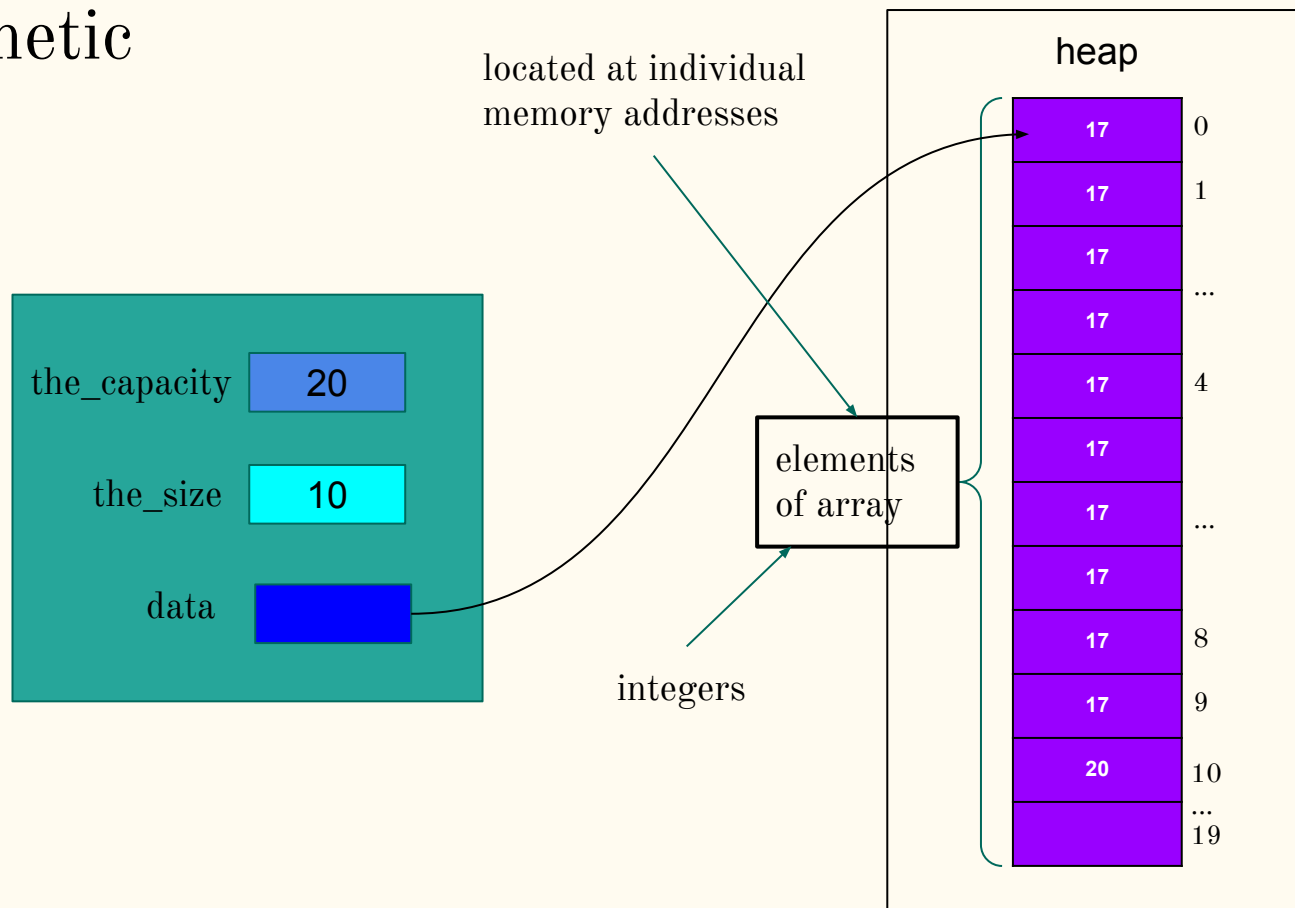 netic
located at individual
memory addresses
heap
17 0
17 1
17
...
17
the_capacity 20
17 4
17
elements
of array
the_size 10
17 ...
17
data
17 8
integers
17 9
20 10
...
19